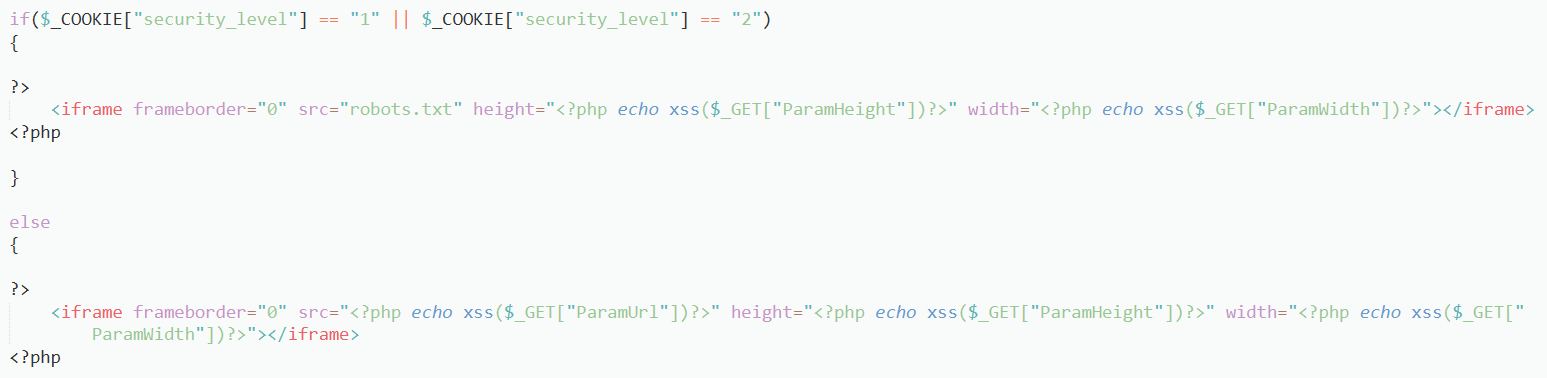 if($_COOKIE["security_level"] == "1" || $_COOKIE["security_level"] == "2")
{
?>
<iframe frameborder="0" src="robots.txt" height="<?php echo xss($_GET["ParamHeight"])?>" width="<?php echo xss($_GET["ParamWidth"])?>"></iframe>
<?php
}
else
{
?>
<iframe frameborder="0" src="<?php echo xss($_GET["ParamUrl"])?>" height="<?php echo xss($_GET["ParamHeight"])?>" width="<?php echo xss($_GET["
ParamWidth"])?>"></iframe>
<?php